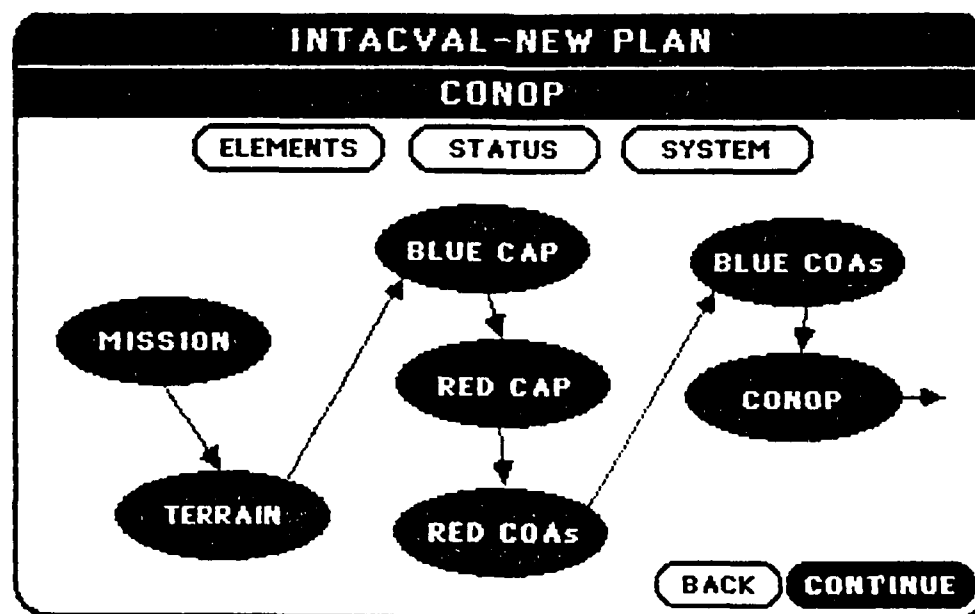 INTACVAL-NEW PLAN
CONOP
ELEMENTS STATUS SYSTEM
BLUE CAP
BLUE COAs
MISSION
RED CAP
CONOP
TERRAIN
RED COAs
BACK CONTINUE